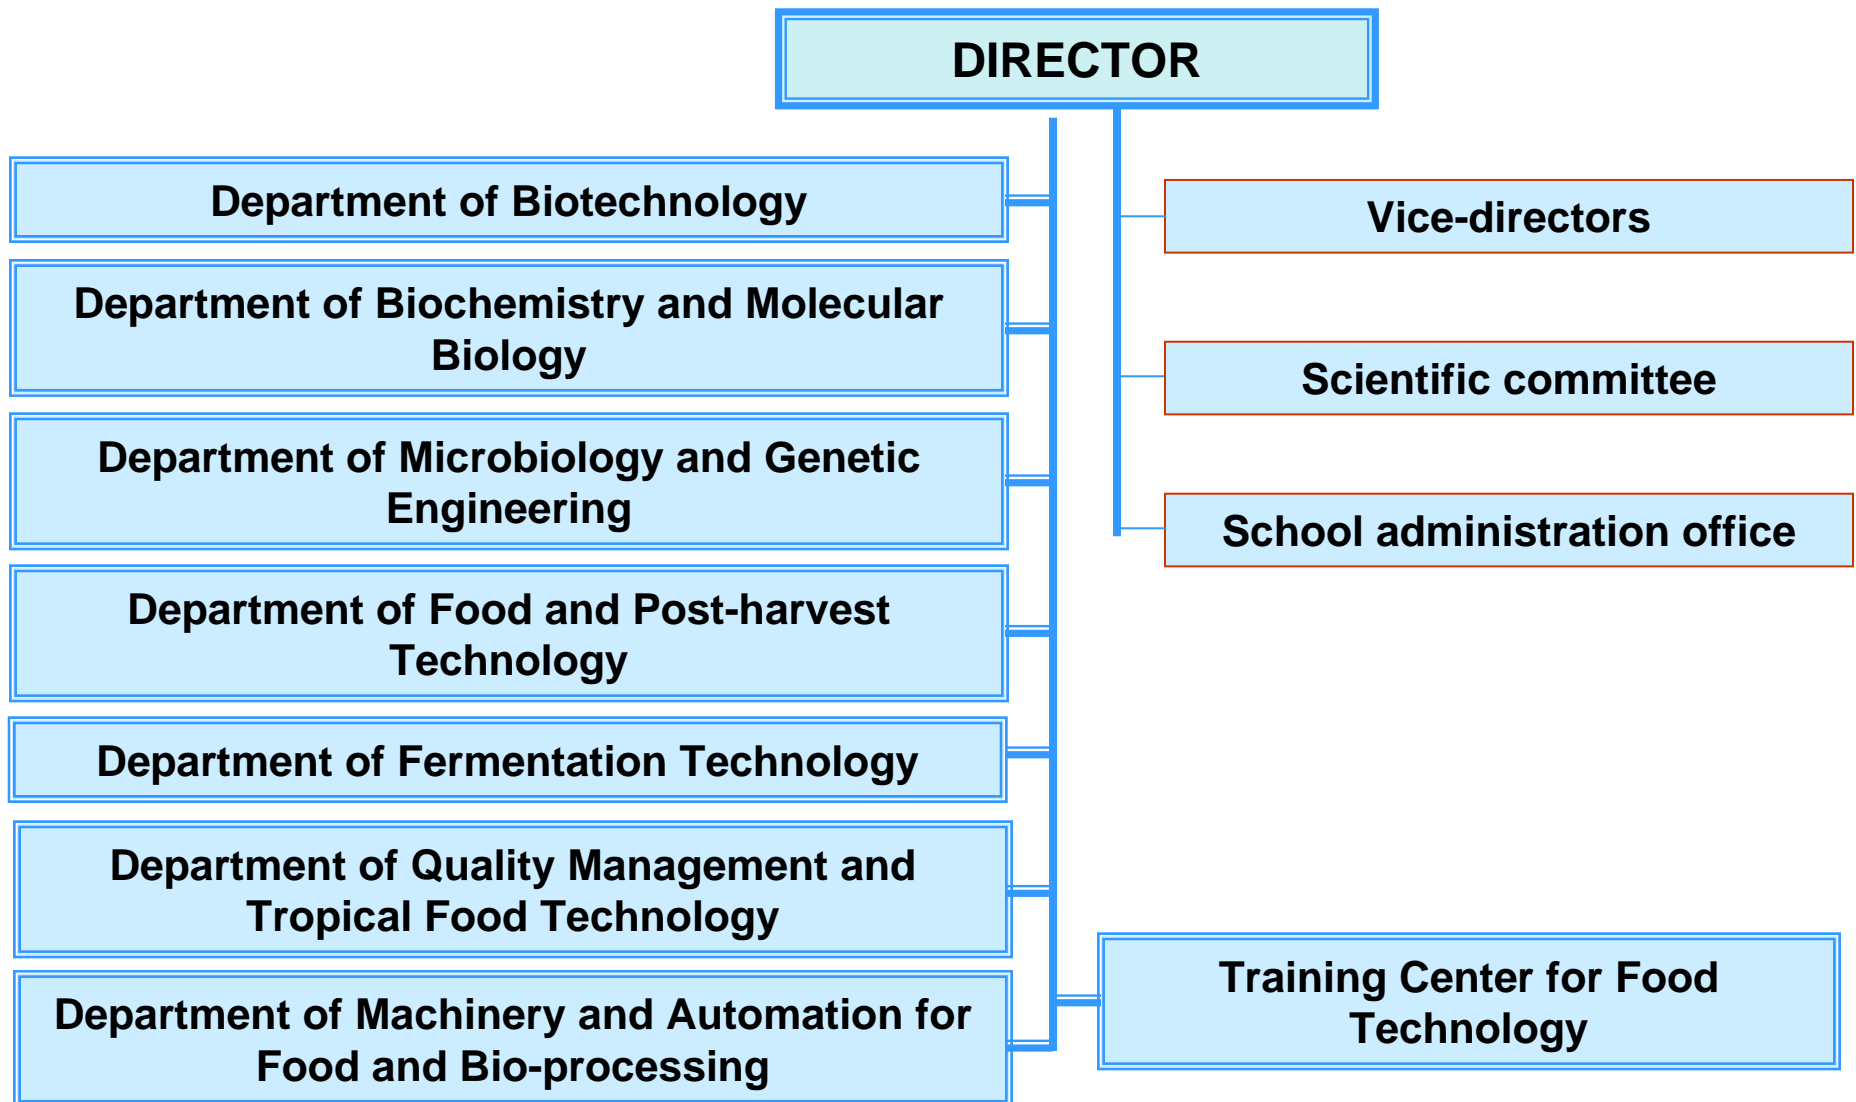 DIRECTOR
Department of Biotechnology
Department of Biochemistry and Molecular
Biology
Department of Microbiology and Genetic
Engineering
Department of Food and Post-harvest
Technology
Department of Fermentation Technology
Department of Quality Management and
Tropical Food Technology
Department of Machinery and Automation for
Food and Bio-processing
Vice-directors
Scientific committee
School administration office
Training Center for Food
Technology